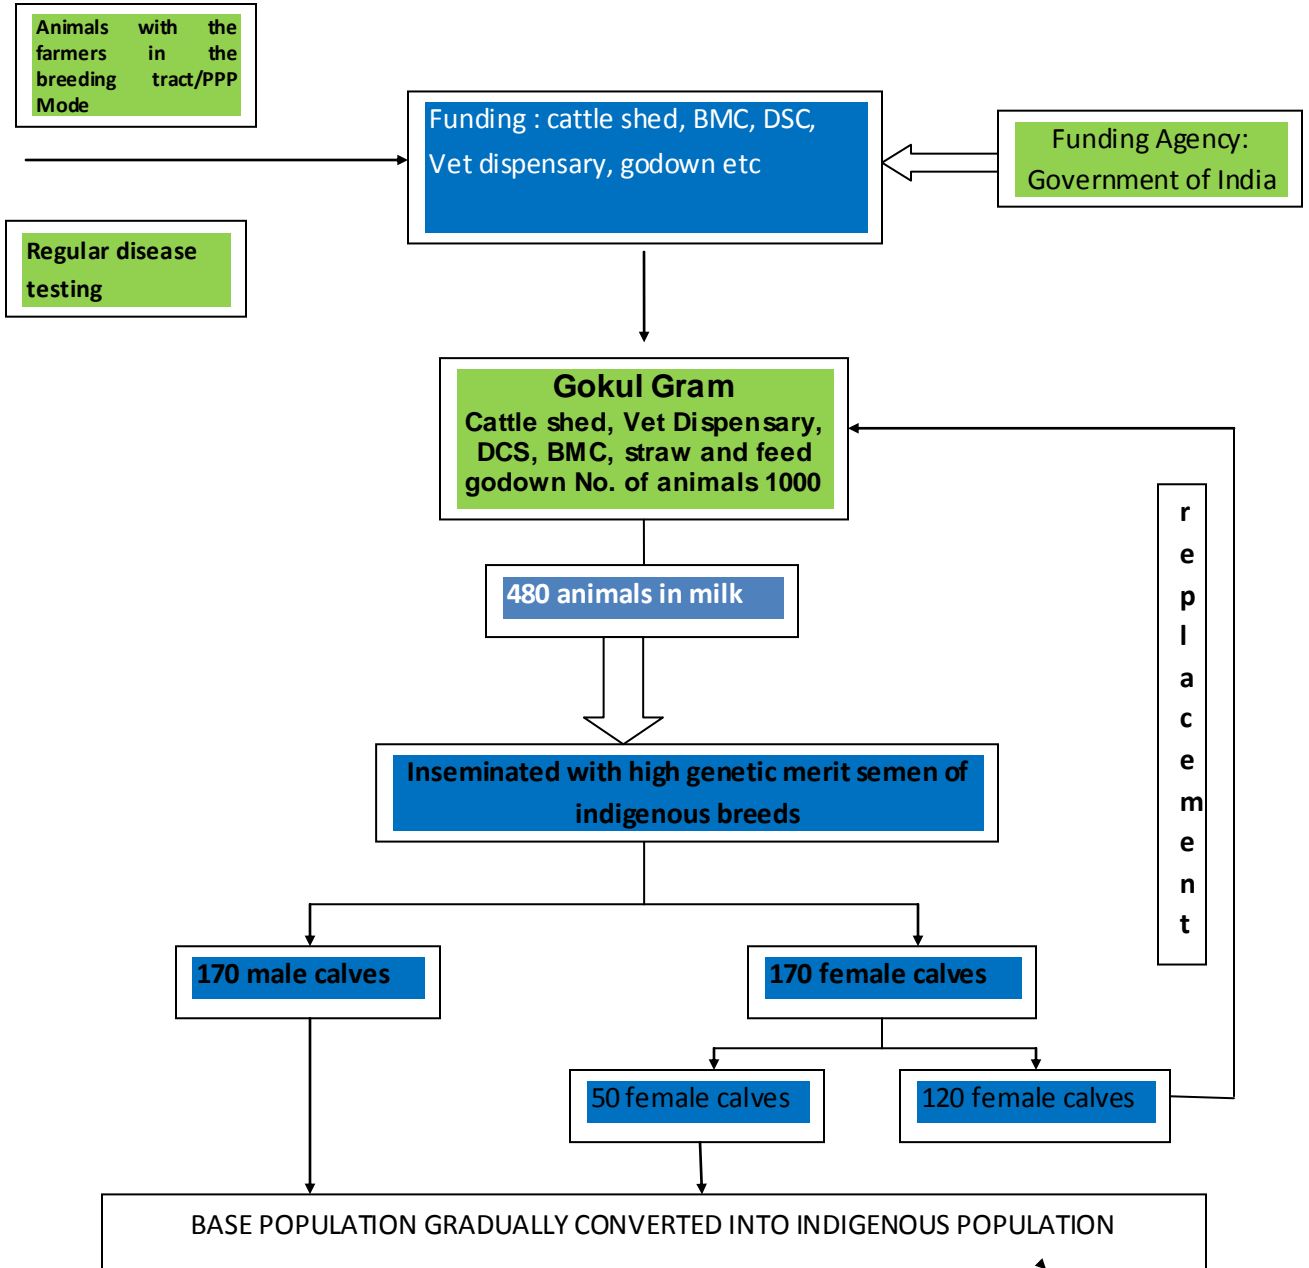 Animals with the
farmers in the
breeding tract/PPP
Mode
Funding : cattle shed, BMC, DSC,
Vet dispensary, godown etc
Funding Agency:
Government of India
Regular disease
testing
Gokul Gram
Cattle shed, Vet Dispensary,
DCS, BMC, straw and feed
godown No. of animals 1000
replacement
480 animals in milk
Inseminated with high genetic merit semen of
indigenous breeds
170 male calves
170 female calves
50 female calves
120 female calves
BASE POPULATION GRADUALLY CONVERTED INTO INDIGENOUS POPULATION